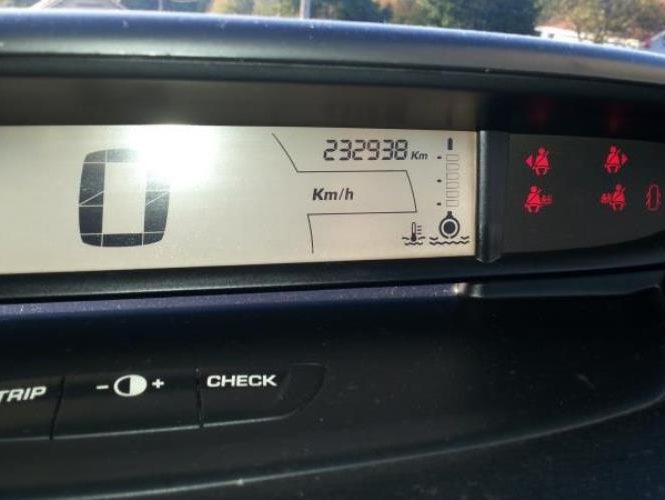 232938 Km
0
Km/h
TRIP
- +
CHECK